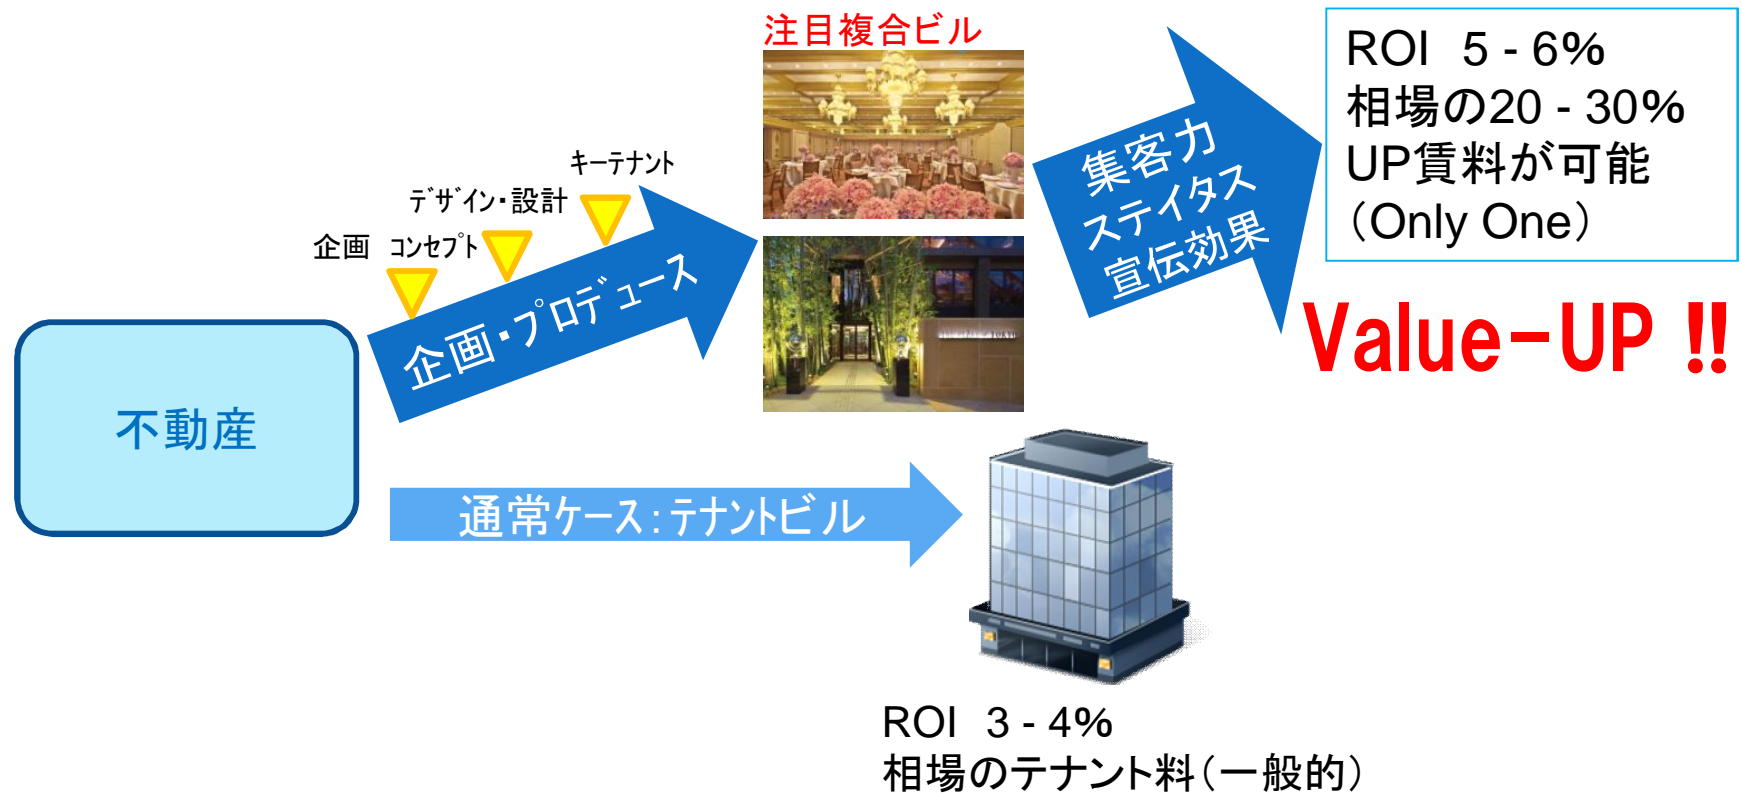 注目複合ビル
ROI 5 - 6%
相場の20 - 30%
UP賃料が可能
（Only One）
キーテナント
デザイン・設計
企画 コンセプト
企画・プロデュース
集客力
ステイタス
宣伝効果
Value-UP !!
不動産
通常ケース：テナントビル
ROI 3 - 4%
相場のテナント料（一般的）